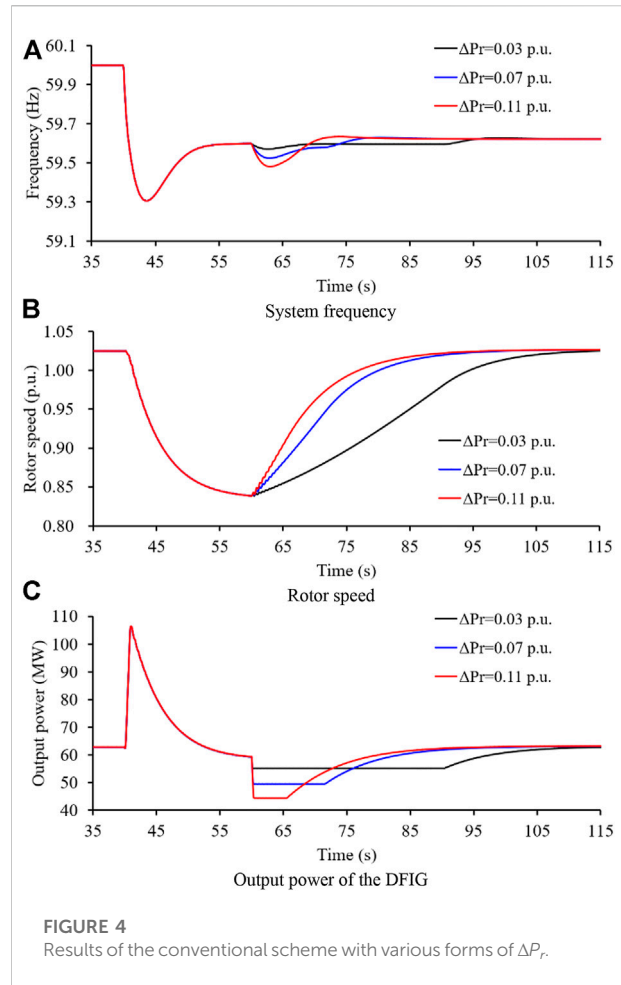 A
60.1
59.9
59.7
59.5
59.3
59.1
Frequency (Hz)
ΔPr=0.03 p.u.
ΔPr=0.07 p.u.
ΔPr=0.11 p.u.
35 45 55 65 75 85 95 105 115
Time (s)
System frequency
B
1.05
1.00
0.95
0.90
0.85
0.80
Rotor speed (p.u.)
ΔPr=0.03 p.u.
ΔPr=0.07 p.u.
ΔPr=0.11 p.u.
35 45 55 65 75 85 95 105 115
Time (s)
Rotor speed
C
110
100
90
80
70
60
50
40
Output power (MW)
ΔPr=0.03 p.u.
ΔPr=0.07 p.u.
ΔPr=0.11 p.u.
35 45 55 65 75 85 95 105 115
Time (s)
Output power of the DFIG
FIGURE 4
Results of the conventional scheme with various forms of ΔPr.